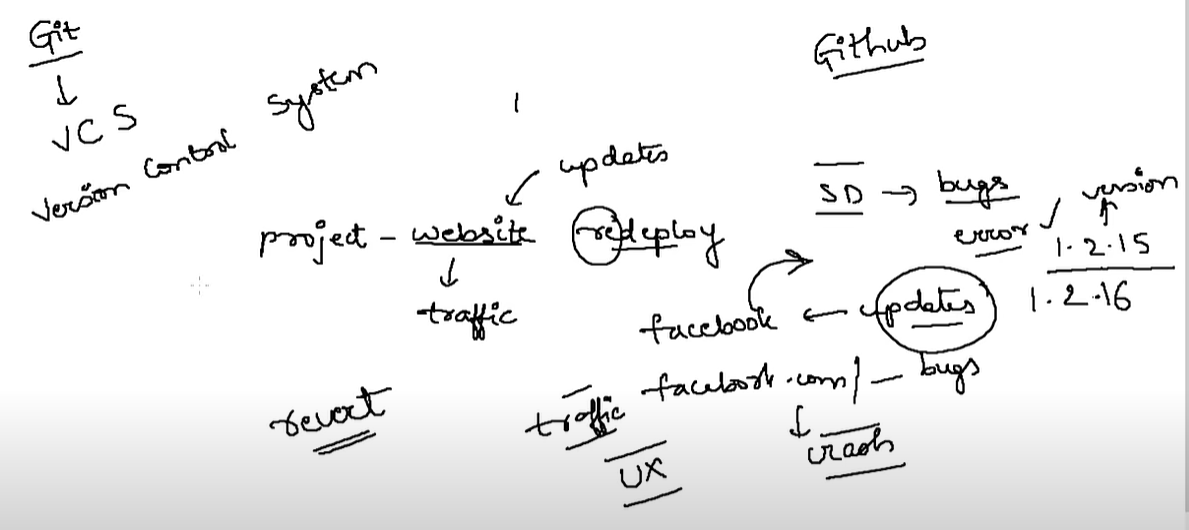 Git
↓
VCS
Version Control System
Github
updates
project - website redeploy
↓
traffic
SD → bugs
error ✓
version
↑
1.2.15
1.2.16
facebook ← updates
facebook.com/ — bugs
↓
crash
revert
traffic
UX